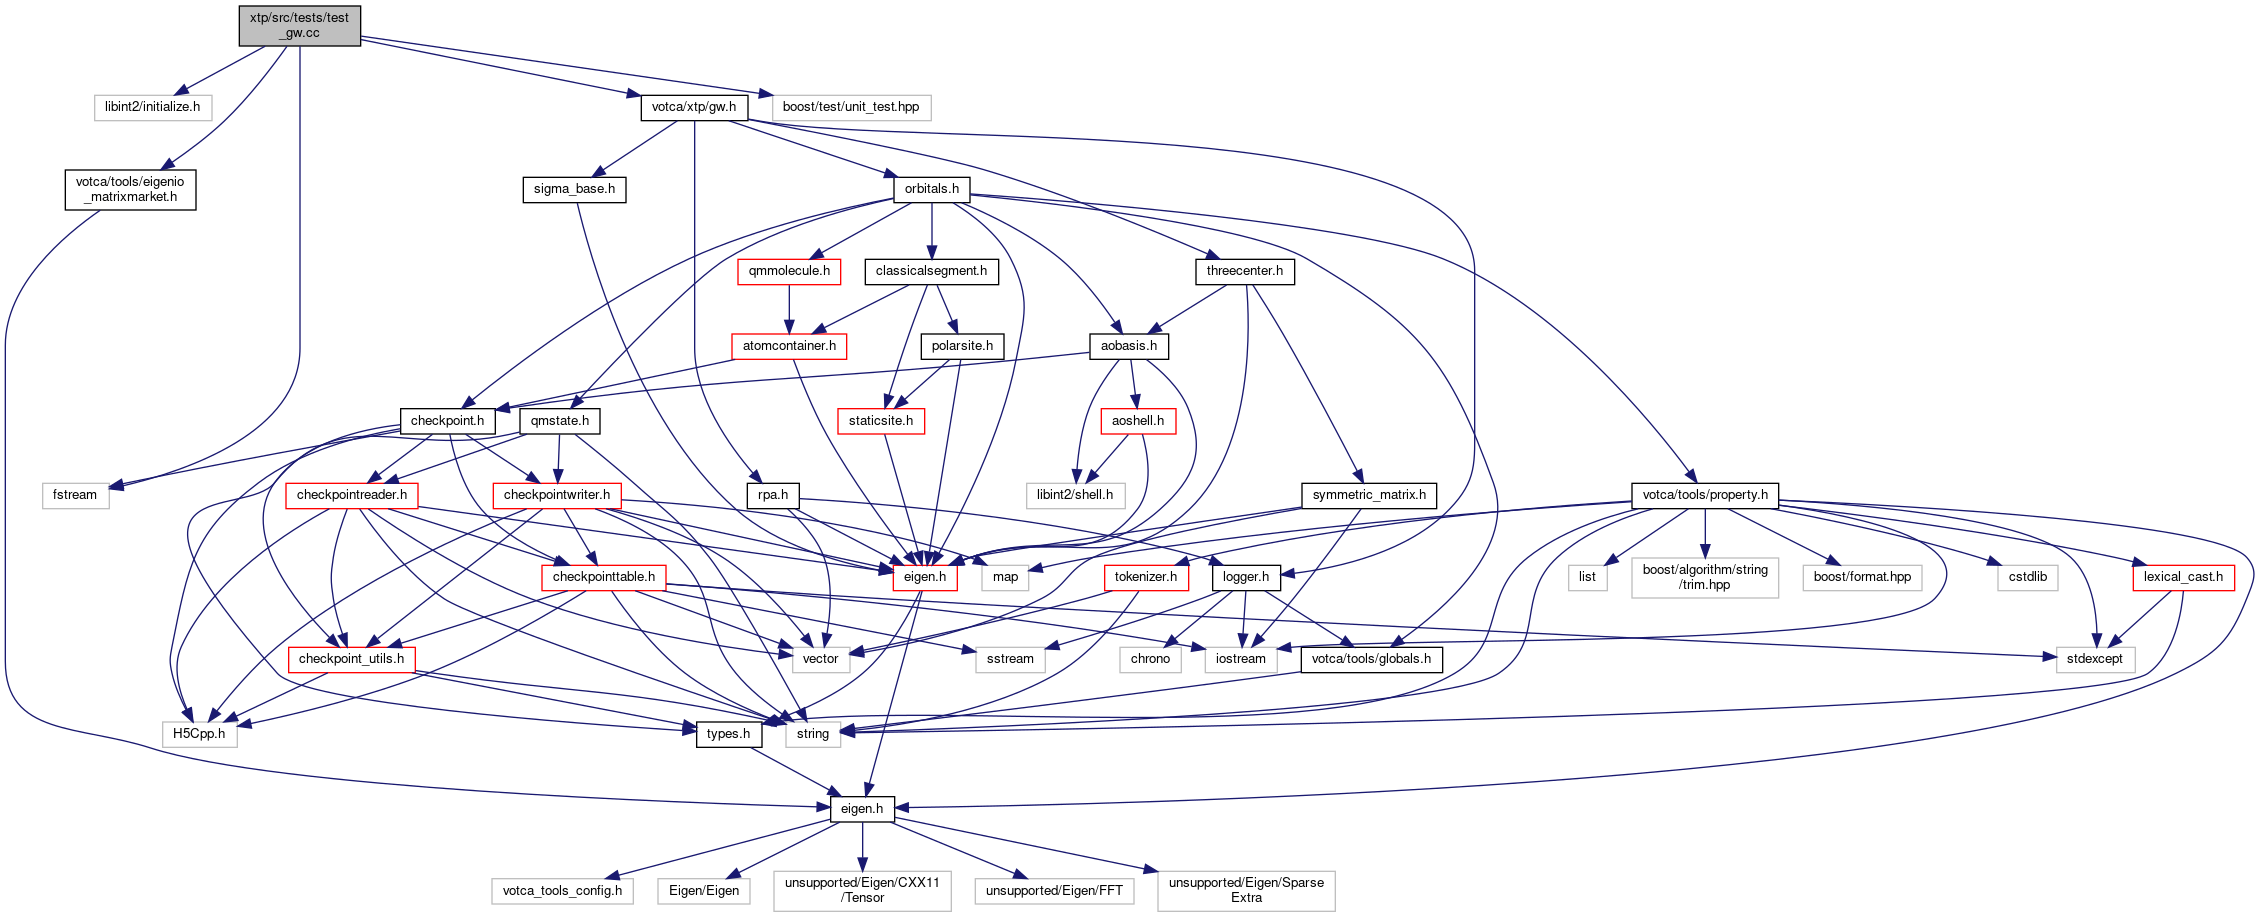 xtp/src/tests/test
_gw.cc
libint2/initialize.h
votca/xtp/gw.h
boost/test/unit_test.hpp
votca/tools/eigenio
_matrixmarket.h
sigma_base.h
orbitals.h
qmmolecule.h
classicalsegment.h
threecenter.h
atomcontainer.h
polarsite.h
aobasis.h
checkpoint.h
qmstate.h
staticsite.h
aoshell.h
fstream
checkpointreader.h
checkpointwriter.h
rpa.h
libint2/shell.h
symmetric_matrix.h
votca/tools/property.h
checkpointtable.h
eigen.h
map
tokenizer.h
logger.h
list
boost/algorithm/string
/trim.hpp
boost/format.hpp
cstdlib
lexical_cast.h
checkpoint_utils.h
vector
sstream
chrono
iostream
votca/tools/globals.h
stdexcept
H5Cpp.h
types.h
string
eigen.h
votca_tools_config.h
Eigen/Eigen
unsupported/Eigen/CXX11
/Tensor
unsupported/Eigen/FFT
unsupported/Eigen/Sparse
Extra